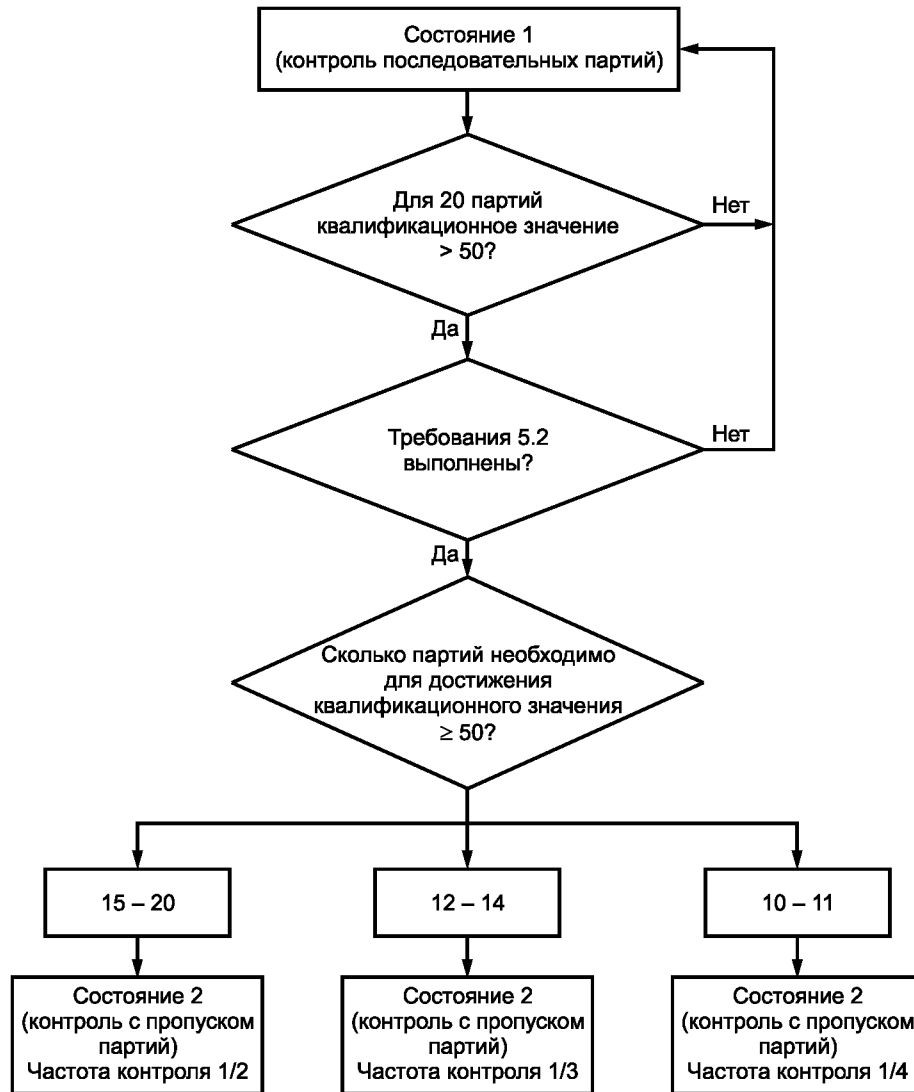 Состояние 1
(контроль последовательных партий)
Для 20 партий
квалификационное значение
> 50?
Нет
Да
Требования 5.2
выполнены?
Нет
Да
Сколько партий необходимо
для достижения
квалификационного значения
≥ 50?
15 – 20
12 – 14
10 – 11
Состояние 2
(контроль с пропуском
партий)
Частота контроля 1/2
Состояние 2
(контроль с пропуском
партий)
Частота контроля 1/3
Состояние 2
(контроль с пропуском
партий)
Частота контроля 1/4